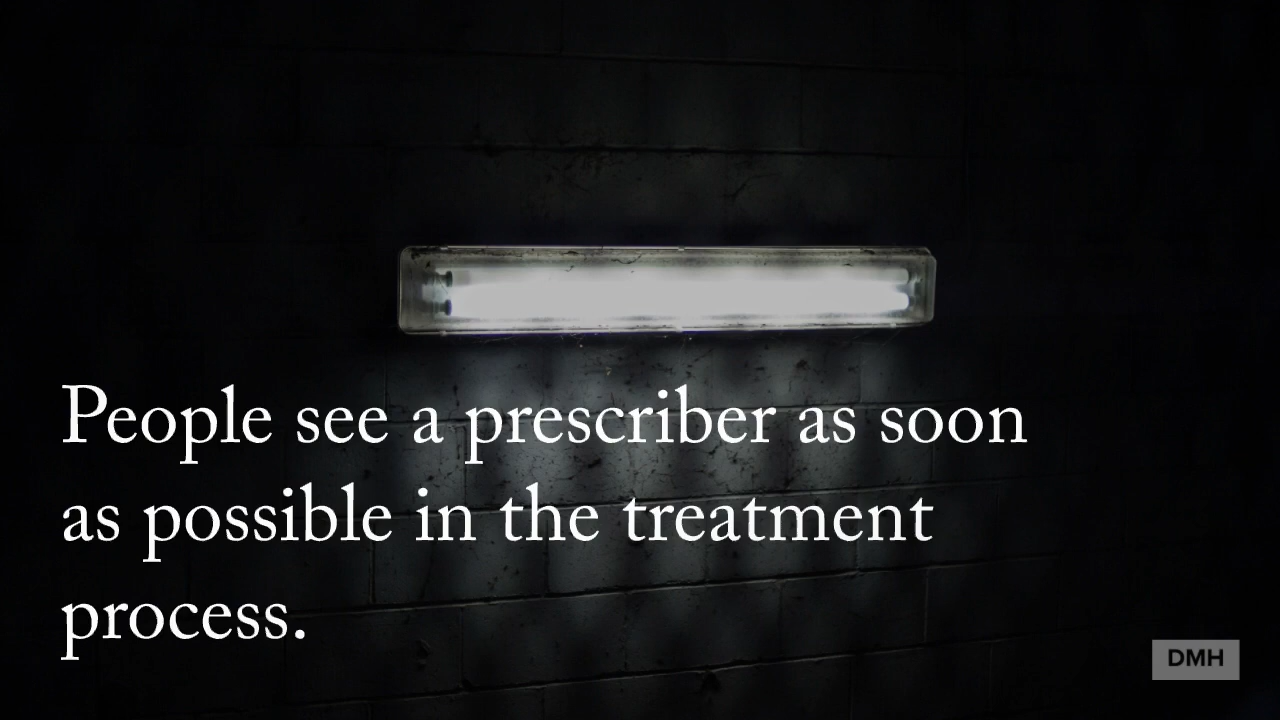 People see a prescriber as soon
as possible in the treatment
process.
DMH